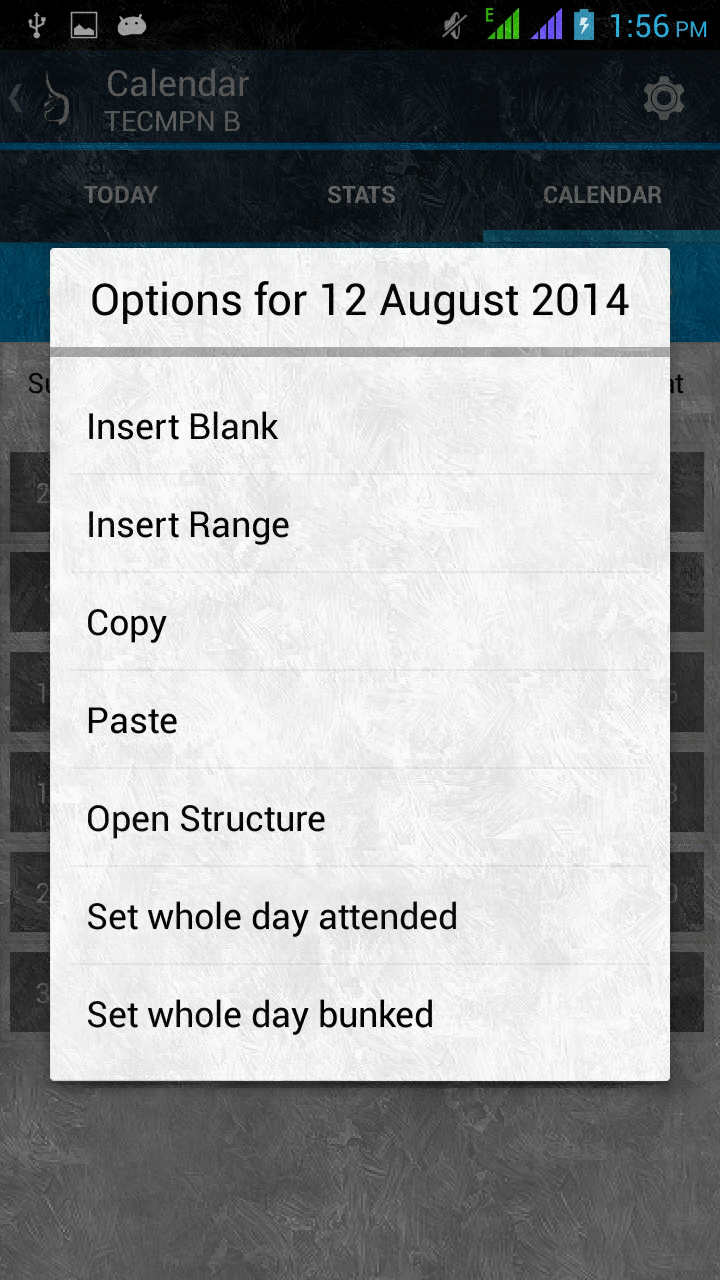 E 1:56 PM
Calendar
TECMPN B
TODAY STATS CALENDAR
Options for 12 August 2014
Insert Blank
Insert Range
Copy
Paste
Open Structure
Set whole day attended
Set whole day bunked